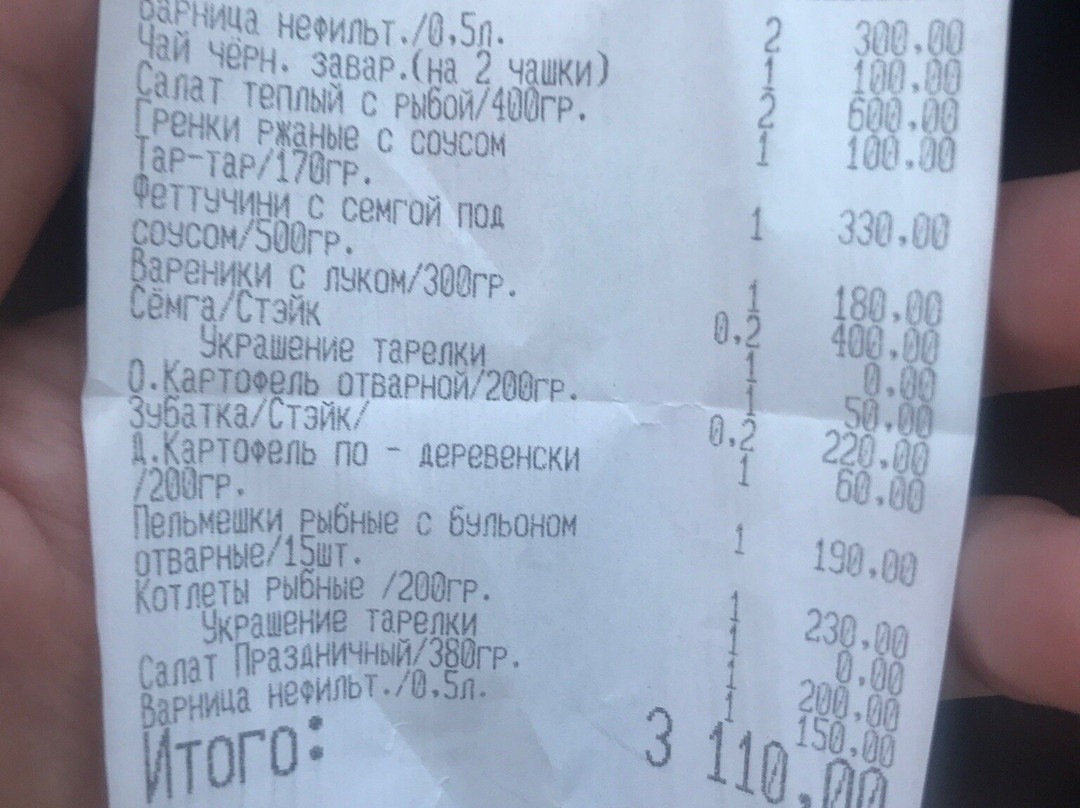 Варница нефильт./0,5л. 2 300,00
Чай чёрн. завар.(на 2 чашки) 1 100,00
Салат теплый с рыбой/400гр. 2 600,00
Гренки ржаные с соусом 1 100,00
Тар-тар/170гр.
Феттучини с семгой под 1 330,00
соусом/500гр.
Вареники с луком/300гр. 1 180,00
Сёмга/Стэйк 0,2 400,00
Украшение тарелки 1 0,00
О.Картофель отварной/200гр. 1 50,00
Зубатка/Стэйк/ 0,2 220,00
Д.Картофель по - деревенски 1 60,00
/200гр.
Пельмешки рыбные с бульоном 1 190,00
отварные/15шт.
Котлеты рыбные /200гр. 1 230,00
Украшение тарелки 1 0,00
Салат Праздничный/380гр. 1 200,00
Варница нефильт./0,5л. 1 150,00
Итого: 3 110,00